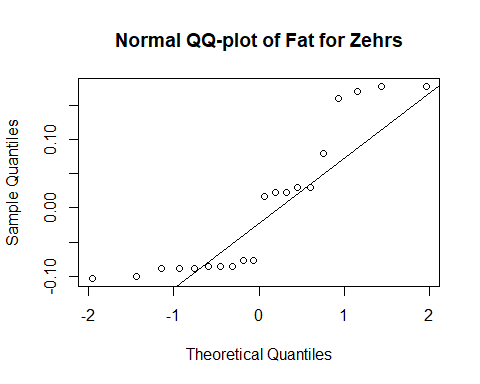 Normal QQ-plot of Fat for Zehrs
Sample Quantiles
0.10
0.00
-0.10
-2
-1
0
1
2
Theoretical Quantiles